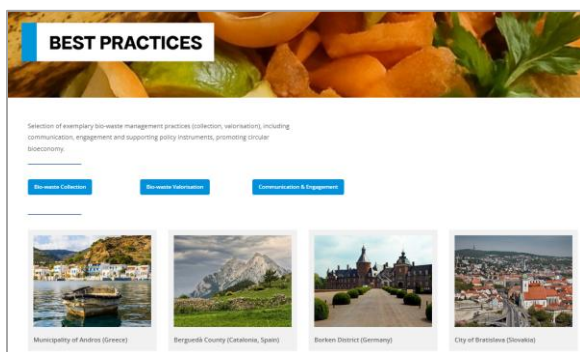 BEST PRACTICES
Selection of exemplary bio-waste management practices (collection, valorisation), including
communication, engagement and supporting policy instruments, promoting circular
bioeconomy.
Bio-waste Collection
Bio-waste Valorisation
Communication & Engagement
Municipality of Andros (Greece)
Berguedà County (Catalonia, Spain)
Borken District (Germany)
City of Bratislava (Slovakia)